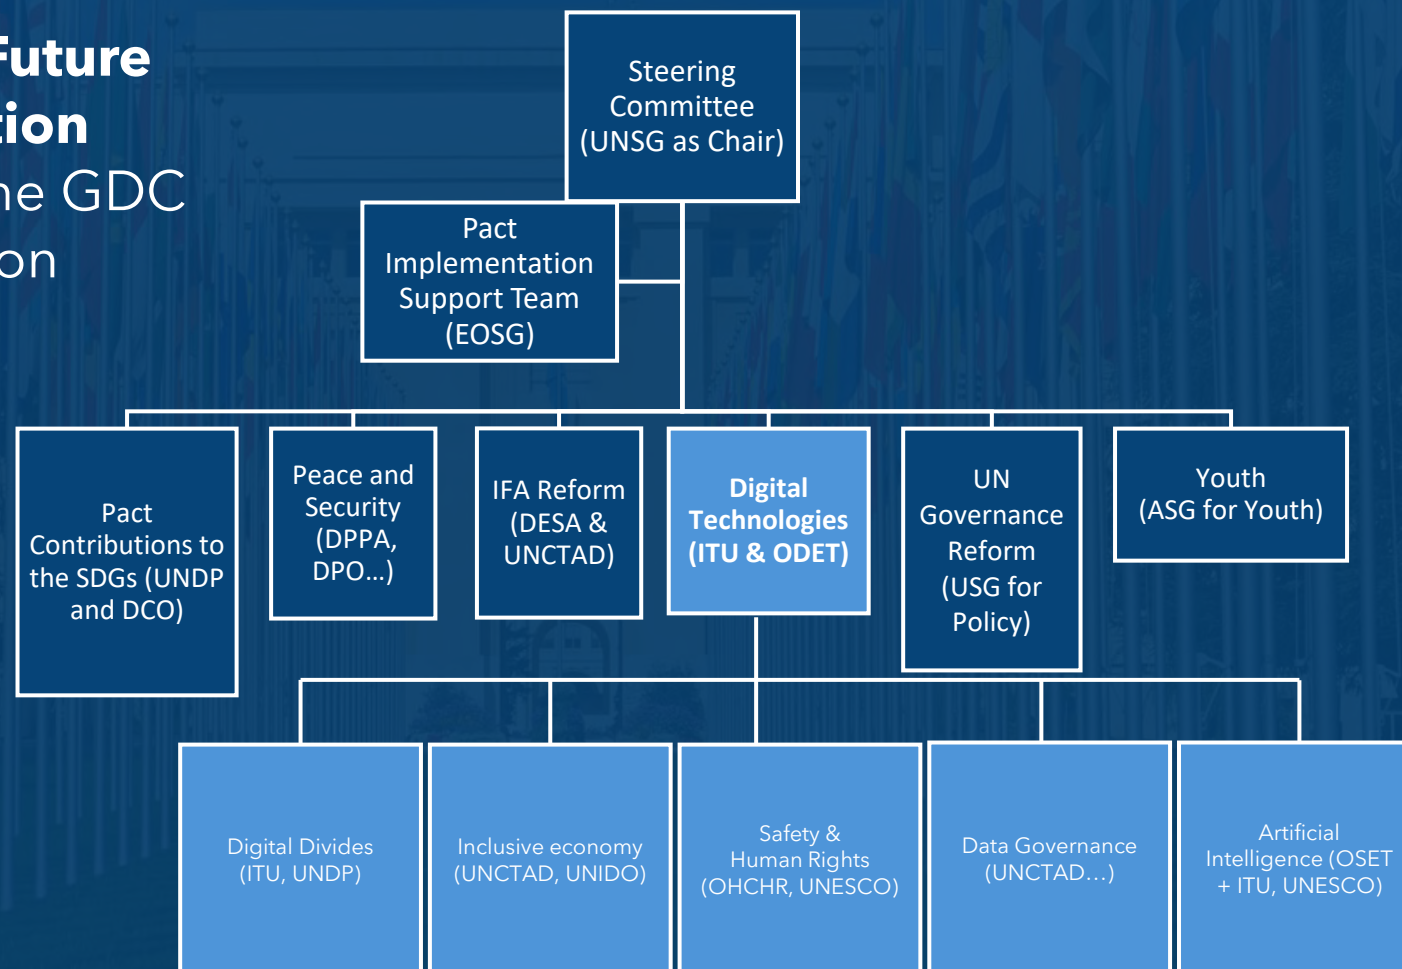 Future
tion
he GDC
on
Steering
Committee
(UNSG as Chair)
Pact
Implementation
Support Team
(EOSG)
Pact
Contributions to
the SDGs (UNDP
and DCO)
Peace and
Security
(DPPA,
DPO…)
IFA Reform
(DESA &
UNCTAD)
Digital
Technologies
(ITU & ODET)
UN
Governance
Reform
(USG for
Policy)
Youth
(ASG for Youth)
Digital Divides
(ITU, UNDP)
Inclusive economy
(UNCTAD, UNIDO)
Safety &
Human Rights
(OHCHR, UNESCO)
Data Governance
(UNCTAD…)
Artificial
Intelligence (OSET
+ ITU, UNESCO)